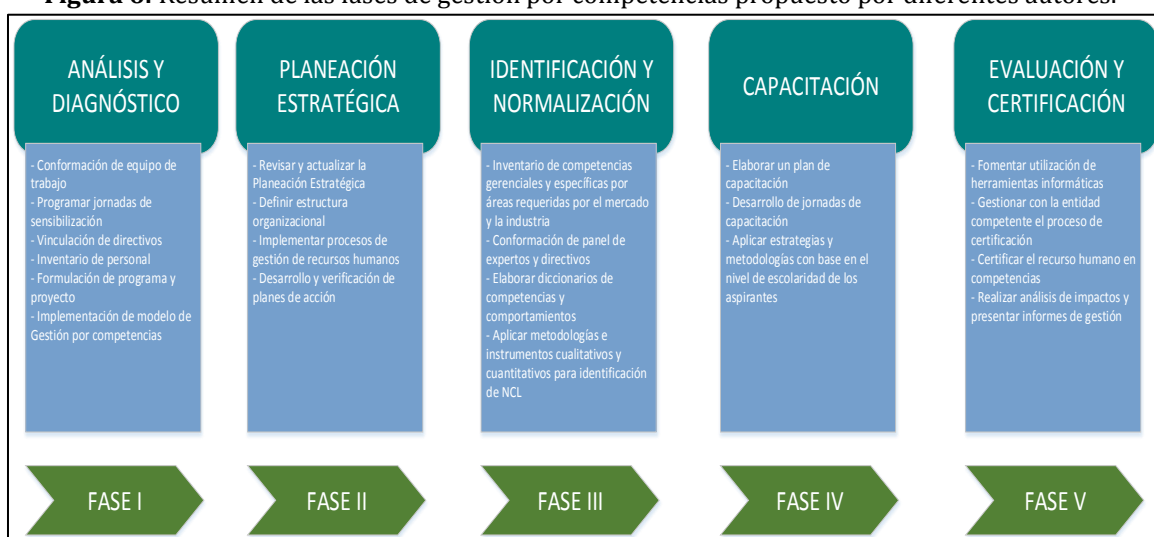 Figura 8. Resumen de las fases de gestión por competencias propuesto por diferentes autores.
ANÁLISIS Y
DIAGNÓSTICO
- Conformación de equipo de
trabajo
- Programar jornadas de
sensibilización
- Vinculación de directivos
- Inventario de personal
- Formulación de programa y
proyecto
- Implementación de modelo de
Gestión por competencias
FASE I
PLANEACIÓN
ESTRATÉGICA
- Revisar y actualizar la
Planeación Estratégica
- Definir estructura
organizacional
- Implementar procesos de
gestión de recursos humanos
- Desarrollo y verificación de
planes de acción
FASE II
IDENTIFICACIÓN Y
NORMALIZACIÓN
- Inventario de competencias
gerenciales y específicas por
áreas requeridas por el mercado
y la industria
- Conformación de panel de
expertos y directivos
- Elaborar diccionarios de
competencias y
comportamientos
- Aplicar metodologías e
instrumentos cualitativos y
cuantitativos para identificación
de NCL
FASE III
CAPACITACIÓN
- Elaborar un plan de
capacitación
- Desarrollo de jornadas de
capacitación
- Aplicar estrategias y
metodologías con base en el
nivel de escolaridad de los
aspirantes
FASE IV
EVALUACIÓN Y
CERTIFICACIÓN
- Fomentar utilización de
herramientas informáticas
- Gestionar con la entidad
competente el proceso de
certificación
- Certificar el recurso humano en
competencias
- Realizar análisis de impactos y
presentar informes de gestión
FASE V